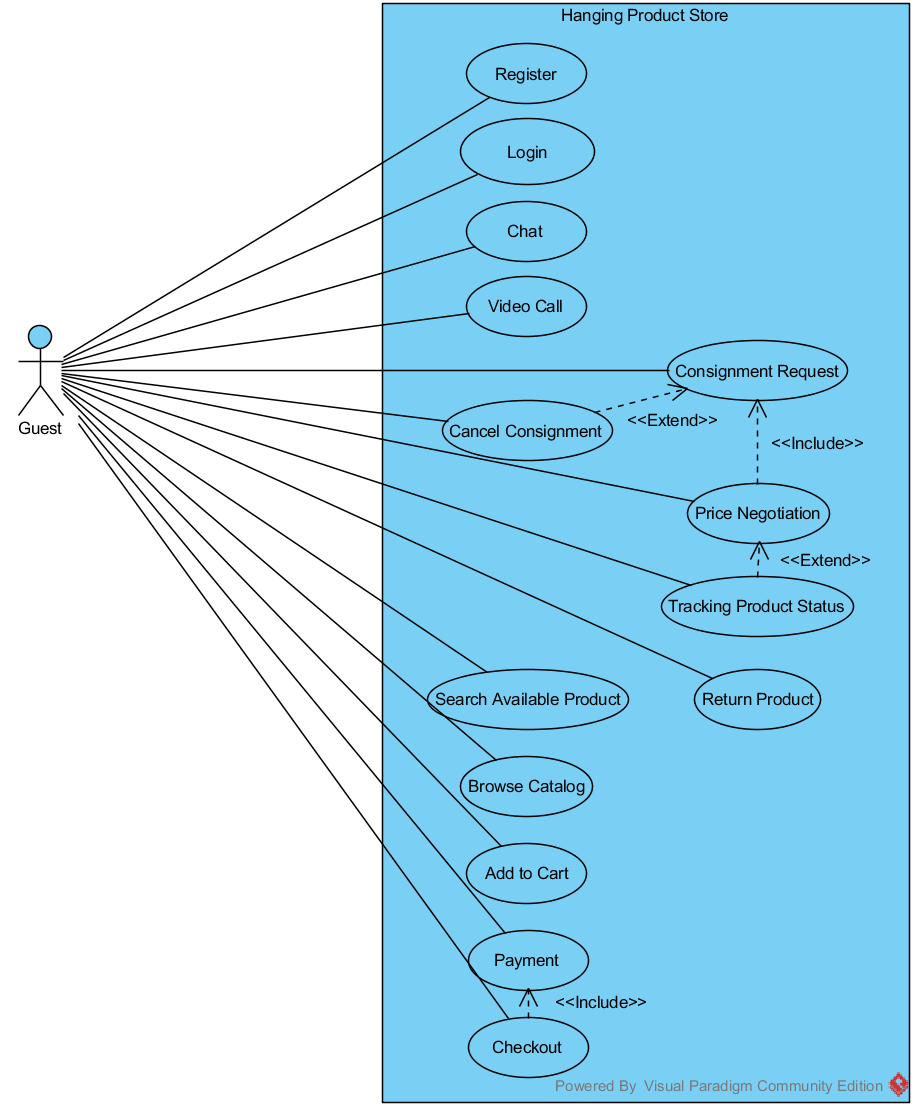 Hanging Product Store
Register
Login
Chat
Video Call
Consignment Request
Guest
<<Extend>>
Cancel Consignment
<<Include>>
Price Negotiation
<<Extend>>
Tracking Product Status
Search Available Product
Return Product
Browse Catalog
Add to Cart
Payment
<<Include>>
Checkout
Powered By Visual Paradigm Community Edition